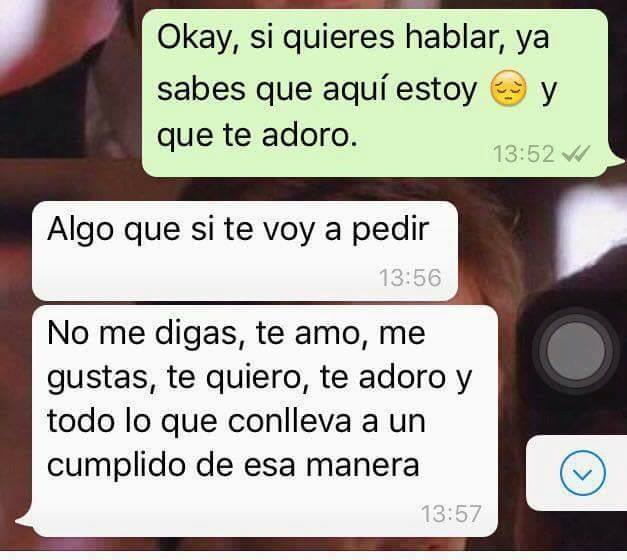 Okay, si quieres hablar, ya
sabes que aquí estoy 😔 y
que te adoro.
13:52
Algo que si te voy a pedir
13:56
No me digas, te amo, me
gustas, te quiero, te adoro y
todo lo que conlleva a un
cumplido de esa manera
13:57